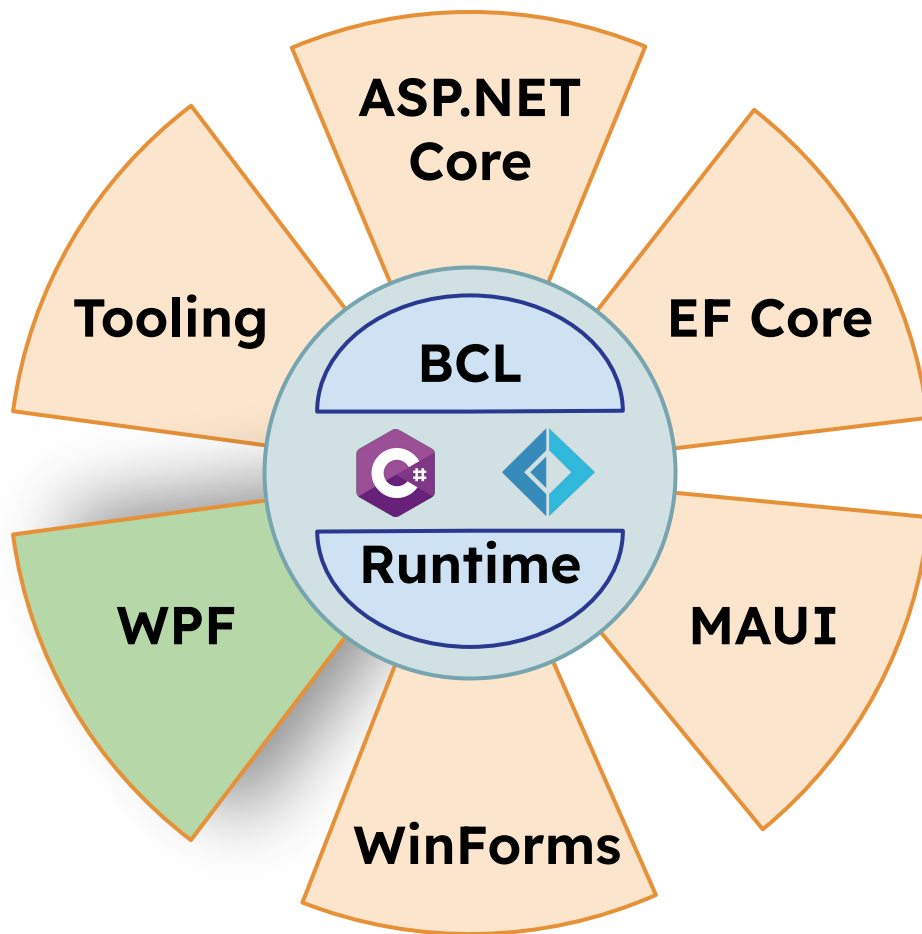 ASP.NET
Core
Tooling
EF Core
BCL
C#
Runtime
WPF
MAUI
WinForms